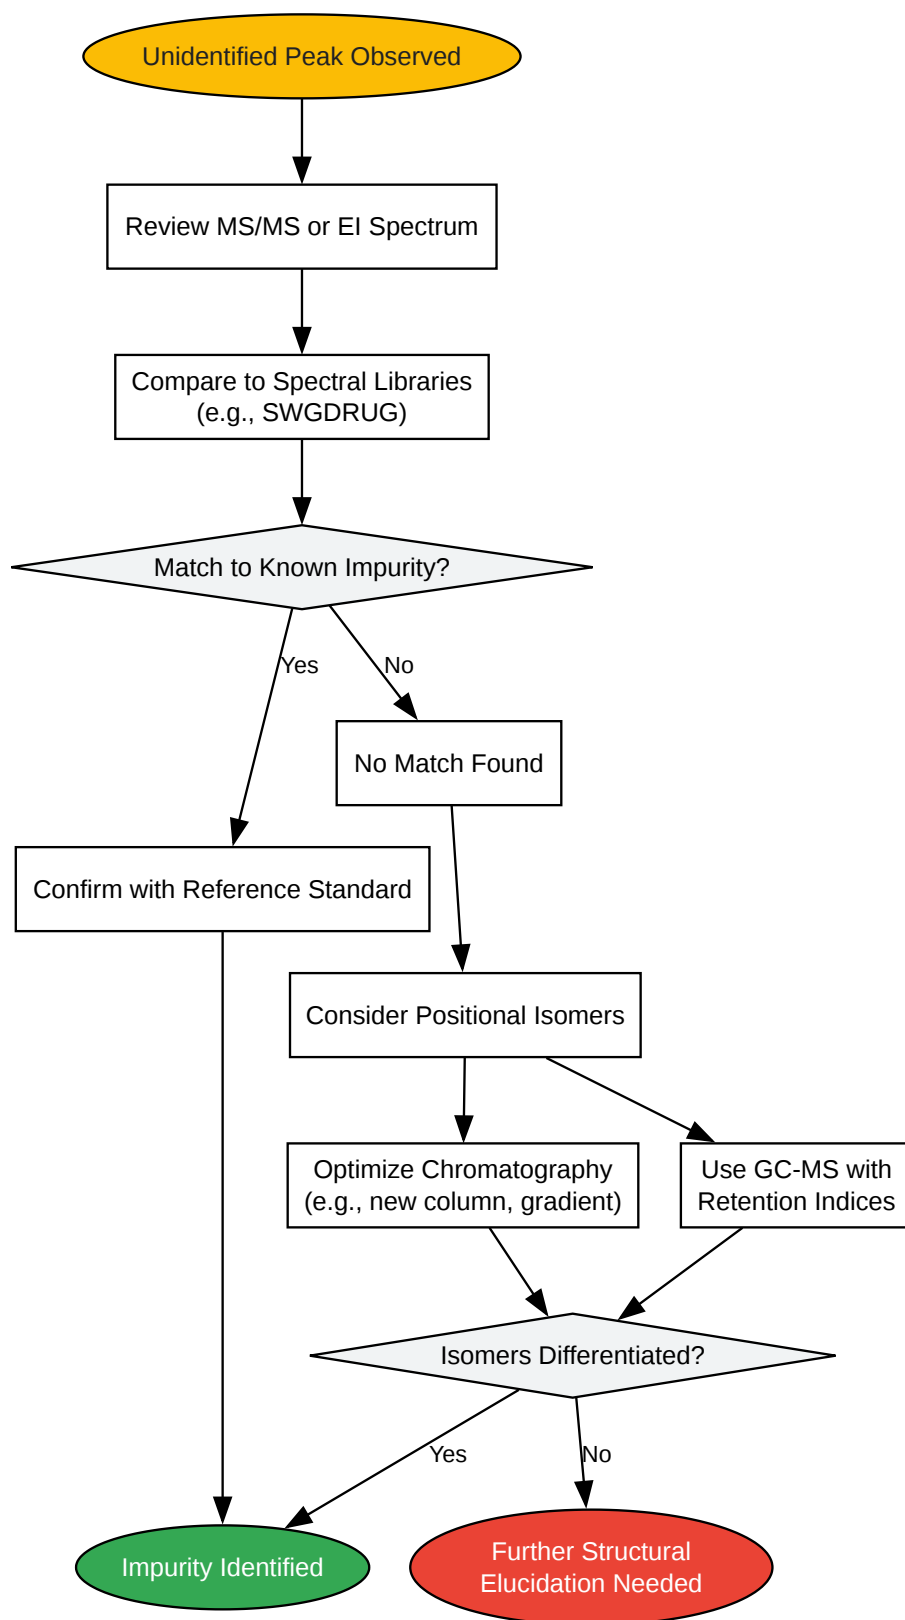 Unidentified Peak Observed
Review MS/MS or EI Spectrum
Compare to Spectral Libraries
(e.g., SWGDRUG)
Match to Known Impurity?
Yes
No
No Match Found
Confirm with Reference Standard
Consider Positional Isomers
Optimize Chromatography
(e.g., new column, gradient)
Use GC-MS with
Retention Indices
Isomers Differentiated?
Yes
No
Impurity Identified
Further Structural
Elucidation Needed